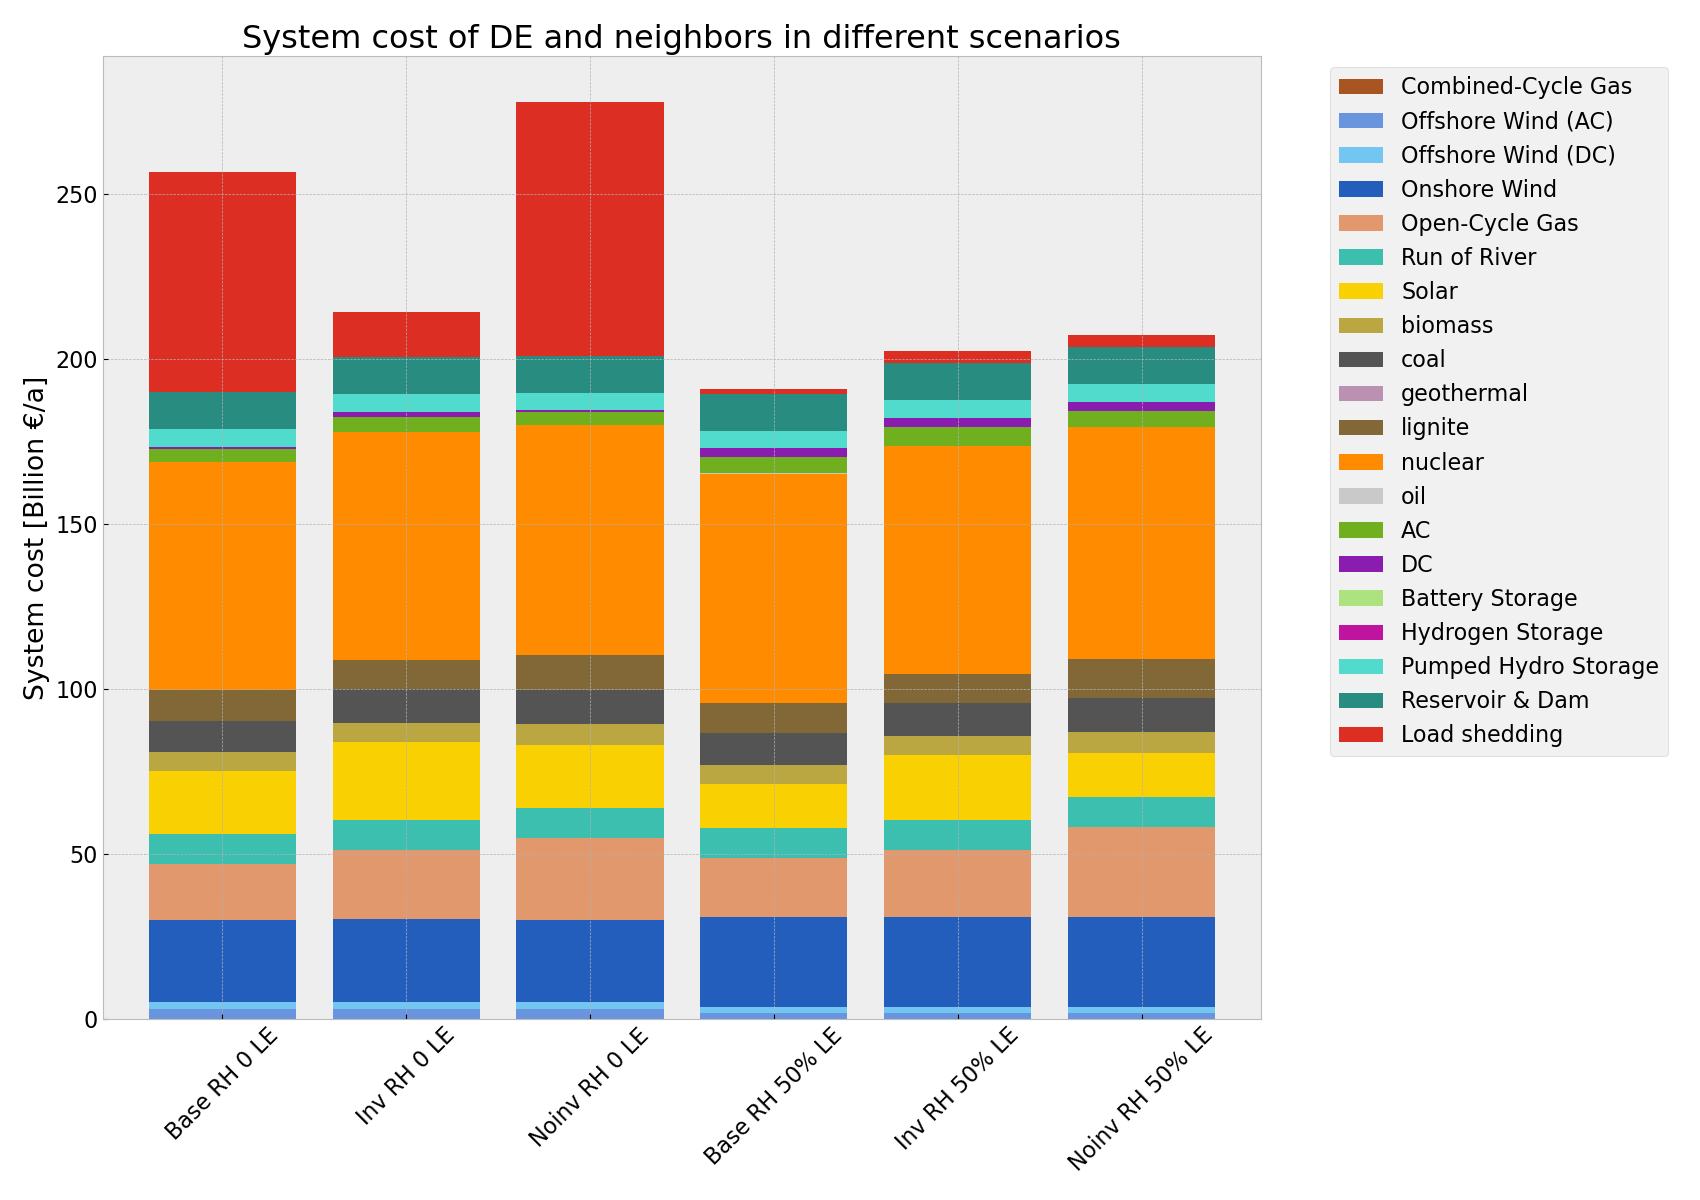 System cost of DE and neighbors in different scenarios
System cost [Billion €/a]
250
200
150
100
50
0
Base RH 0 LE
Inv RH 0 LE
Noinv RH 0 LE
Base RH 50% LE
Inv RH 50% LE
Noinv RH 50% LE
Combined-Cycle Gas
Offshore Wind (AC)
Offshore Wind (DC)
Onshore Wind
Open-Cycle Gas
Run of River
Solar
biomass
coal
geothermal
lignite
nuclear
oil
AC
DC
Battery Storage
Hydrogen Storage
Pumped Hydro Storage
Reservoir & Dam
Load shedding